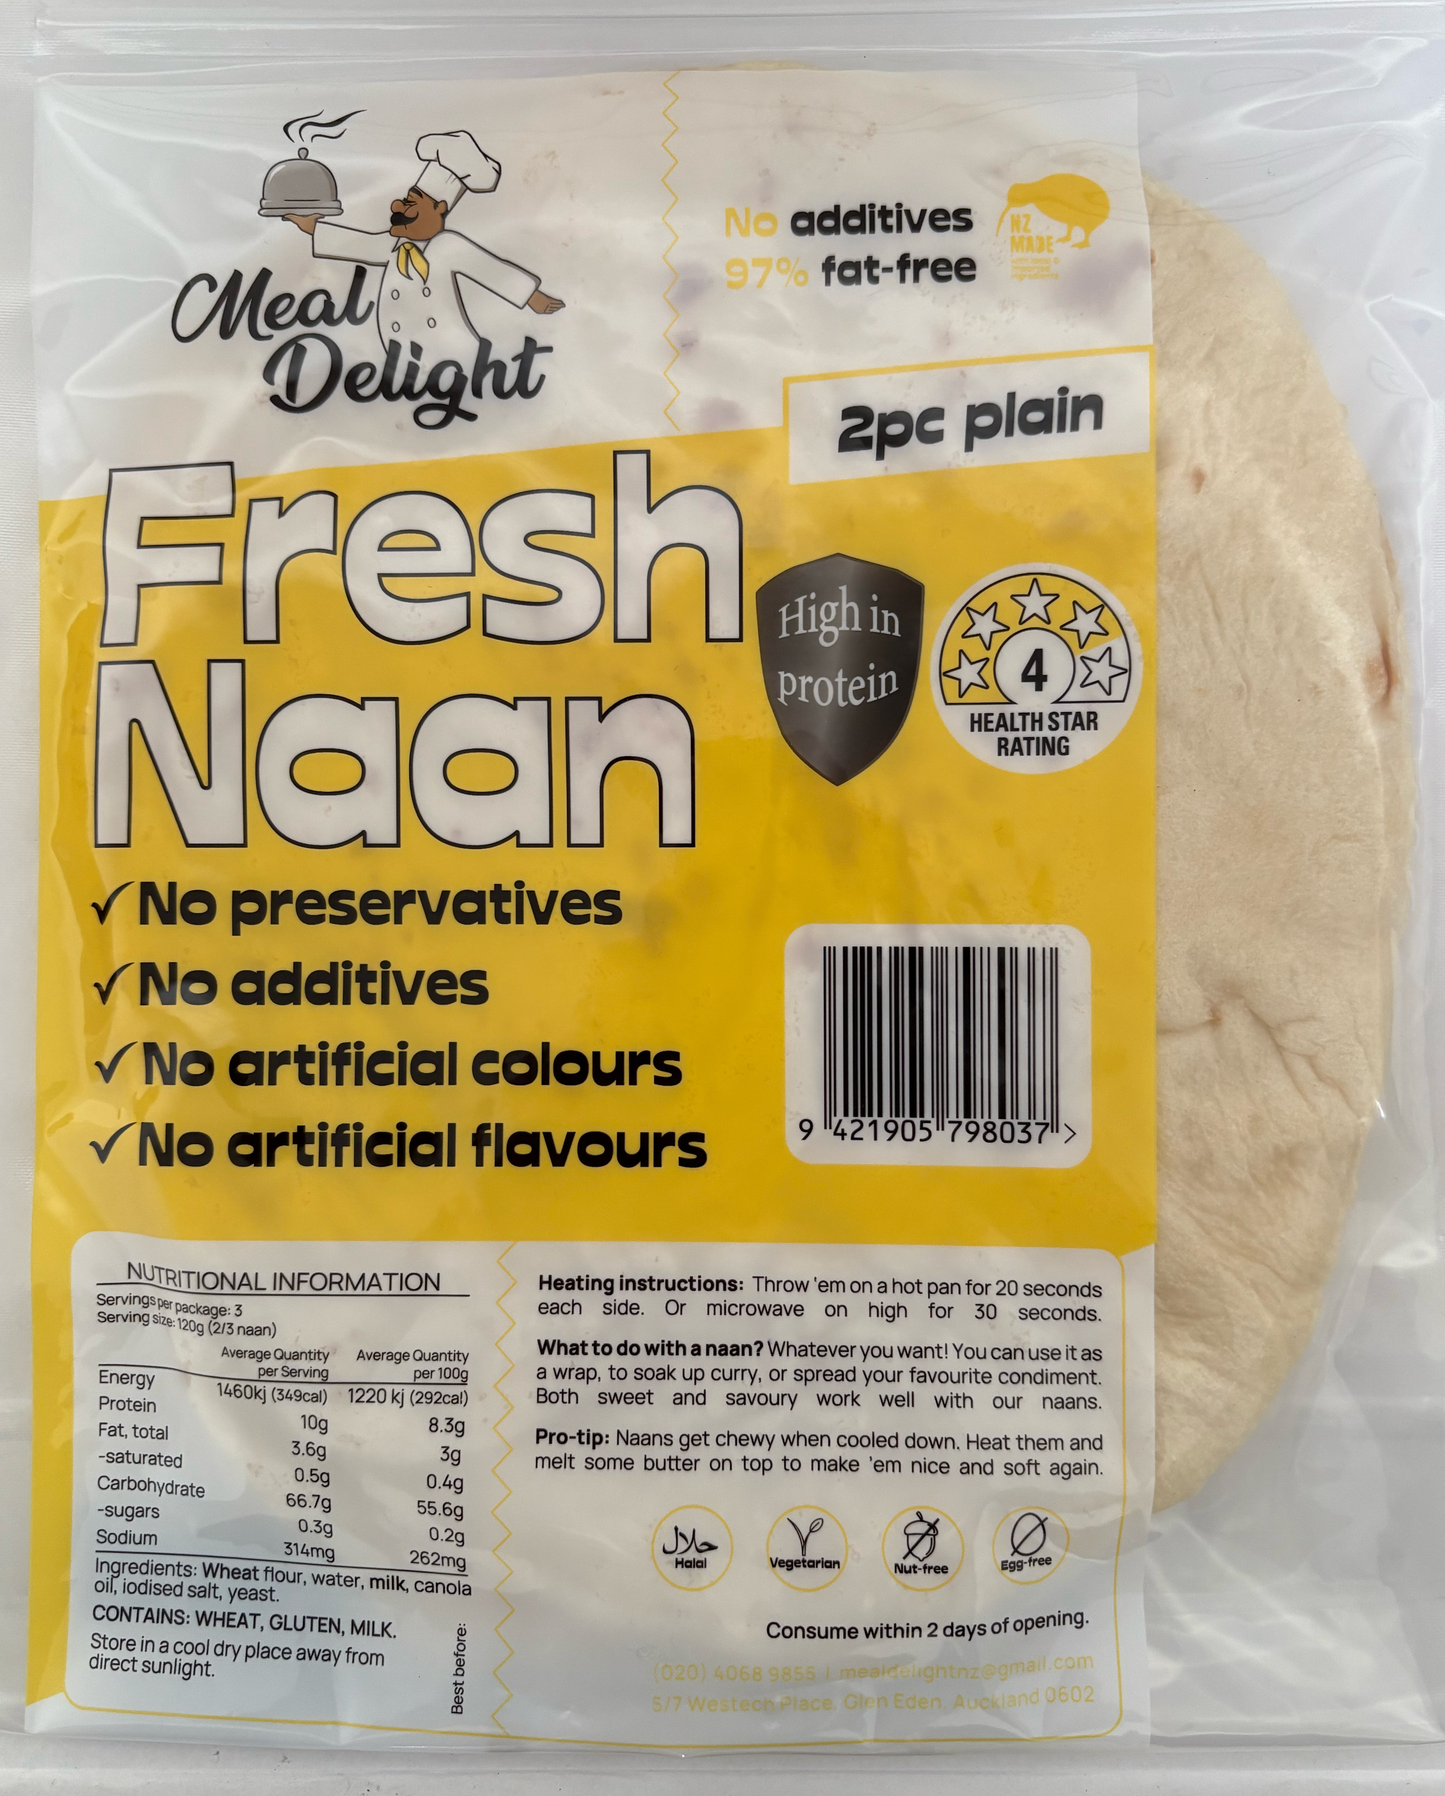 Meal
Delight
No additives
97% fat-free
NZ
MADE
2pc plain
Fresh
Naan
High in
protein
4
HEALTH STAR
RATING
✓No preservatives
✓No additives
✓No artificial colours
✓No artificial flavours
9 421905 798037 >
NUTRITIONAL INFORMATION
Servings per package: 3
Serving size: 120g (2/3 naan)
Average Quantity per Serving Average Quantity per 100g
Energy 1460kj (349cal) 1220 kj (292cal)
Protein 10g 8.3g
Fat, total 3.6g 3g
-saturated 0.5g 0.4g
Carbohydrate 66.7g 55.6g
-sugars 0.3g 0.2g
Sodium 314mg 262mg
Ingredients: Wheat flour, water, milk, canola
oil, iodised salt, yeast.
CONTAINS: WHEAT, GLUTEN, MILK.
Store in a cool dry place away from
direct sunlight.
Best before:
Heating instructions: Throw 'em on a hot pan for 20 seconds
each side. Or microwave on high for 30 seconds.
What to do with a naan? Whatever you want! You can use it as
a wrap, to soak up curry, or spread your favourite condiment.
Both sweet and savoury work well with our naans.
Pro-tip: Naans get chewy when cooled down. Heat them and
melt some butter on top to make 'em nice and soft again.
حلال
Halal
Vegetarian
Nut-free
Egg-free
Consume within 2 days of opening.
(020) 4068 9855 | mealdelightnz@gmail.com
5/7 Westech Place, Glen Eden, Auckland 0602